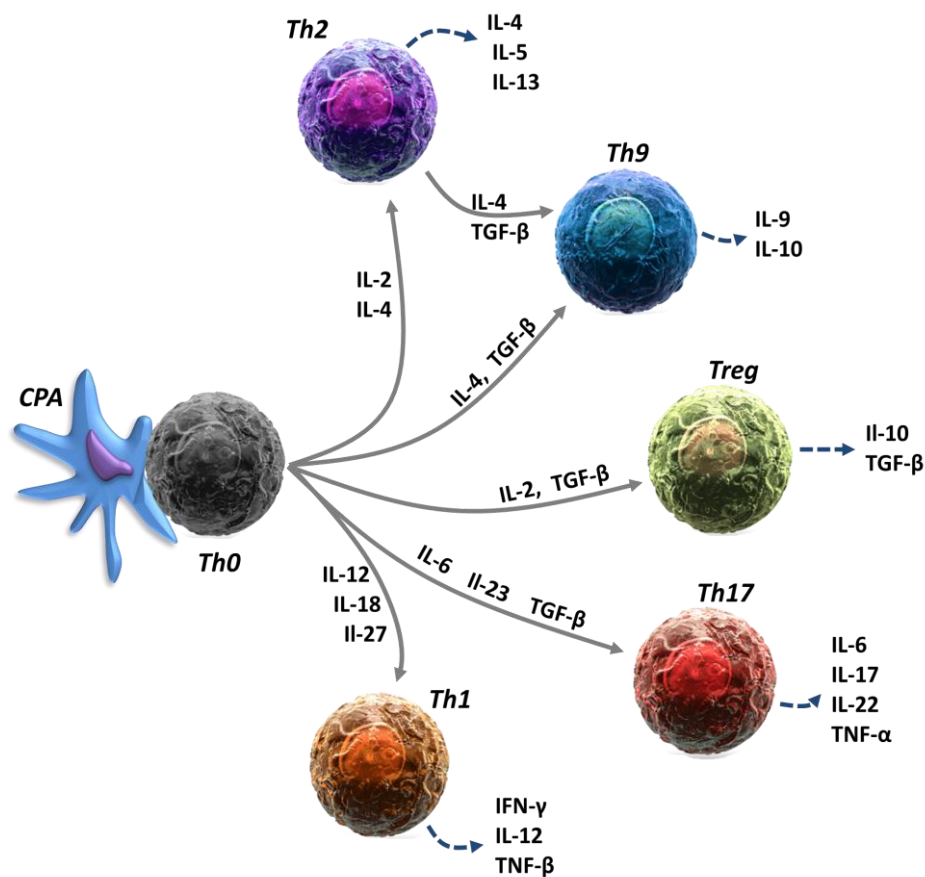 Th2
IL-4
IL-5
IL-13
Th9
IL-4
TGF-β
IL-9
IL-10
IL-2
IL-4
IL-4, TGF-β
CPA
Treg
Il-10
TGF-β
IL-2, TGF-β
Th0
IL-12
IL-18
Il-27
IL-6 Il-23 TGF-β
Th17
IL-6
IL-17
IL-22
TNF-α
Th1
IFN-γ
IL-12
TNF-β